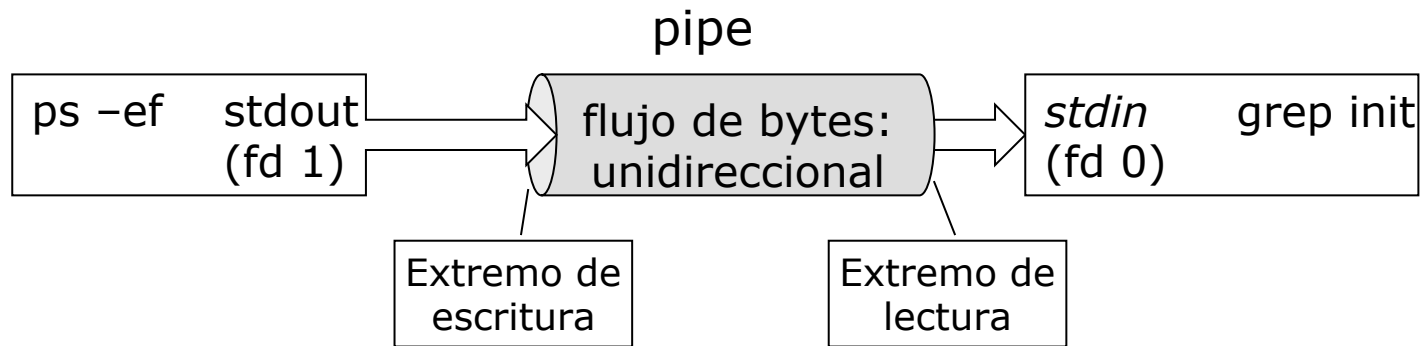 pipe
ps –ef stdout
(fd 1)
flujo de bytes:
unidireccional
stdin grep init
(fd 0)
Extremo de
escritura
Extremo de
lectura